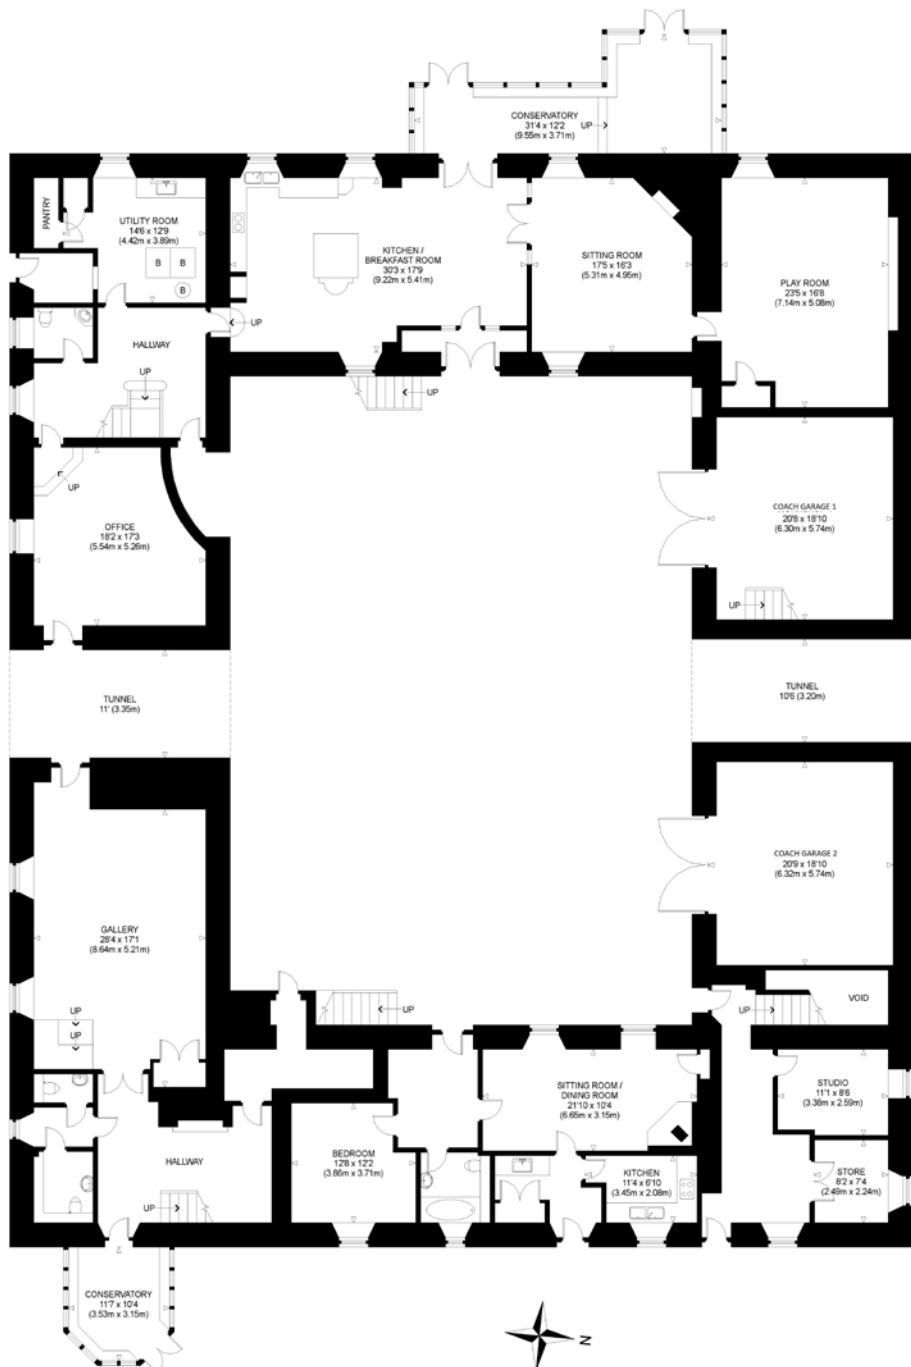 CONSERVATORY
31'4 x 12'2
UP
(9.55m x 3.71m)
PANTRY
UTILITY ROOM
14'6 x 12'9
(4.42m x 3.89m)
B B
B
KITCHEN /
BREAKFAST ROOM
30'3 x 17'9
(9.22m x 5.41m)
SITTING ROOM
17'5 x 16'3
(5.31m x 4.95m)
PLAY ROOM
23'5 x 16'8
(7.14m x 5.08m)
UP
HALLWAY
UP
UP
UP
OFFICE
18'2 x 17'3
(5.54m x 5.26m)
COACH GARAGE 1
20'8 x 18'10
(6.30m x 5.74m)
UP
TUNNEL
11' (3.35m)
TUNNEL
10'6 (3.20m)
COACH GARAGE 2
20'9 x 18'10
(6.32m x 5.74m)
GALLERY
28'4 x 17'1
(8.64m x 5.21m)
UP
UP
UP
UP
VOID
SITTING ROOM /
DINING ROOM
21'10 x 10'4
(6.65m x 3.15m)
STUDIO
11'1 x 8'6
(3.38m x 2.59m)
HALLWAY
UP
BEDROOM
12'8 x 12'2
(3.86m x 3.71m)
KITCHEN
11'4 x 6'10
(3.45m x 2.08m)
STORE
8'2 x 7'4
(2.49m x 2.24m)
CONSERVATORY
11'7 x 10'4
(3.53m x 3.15m)
N